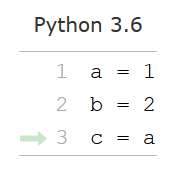 Python 3.6
1 a = 1
2 b = 2
3 c = a